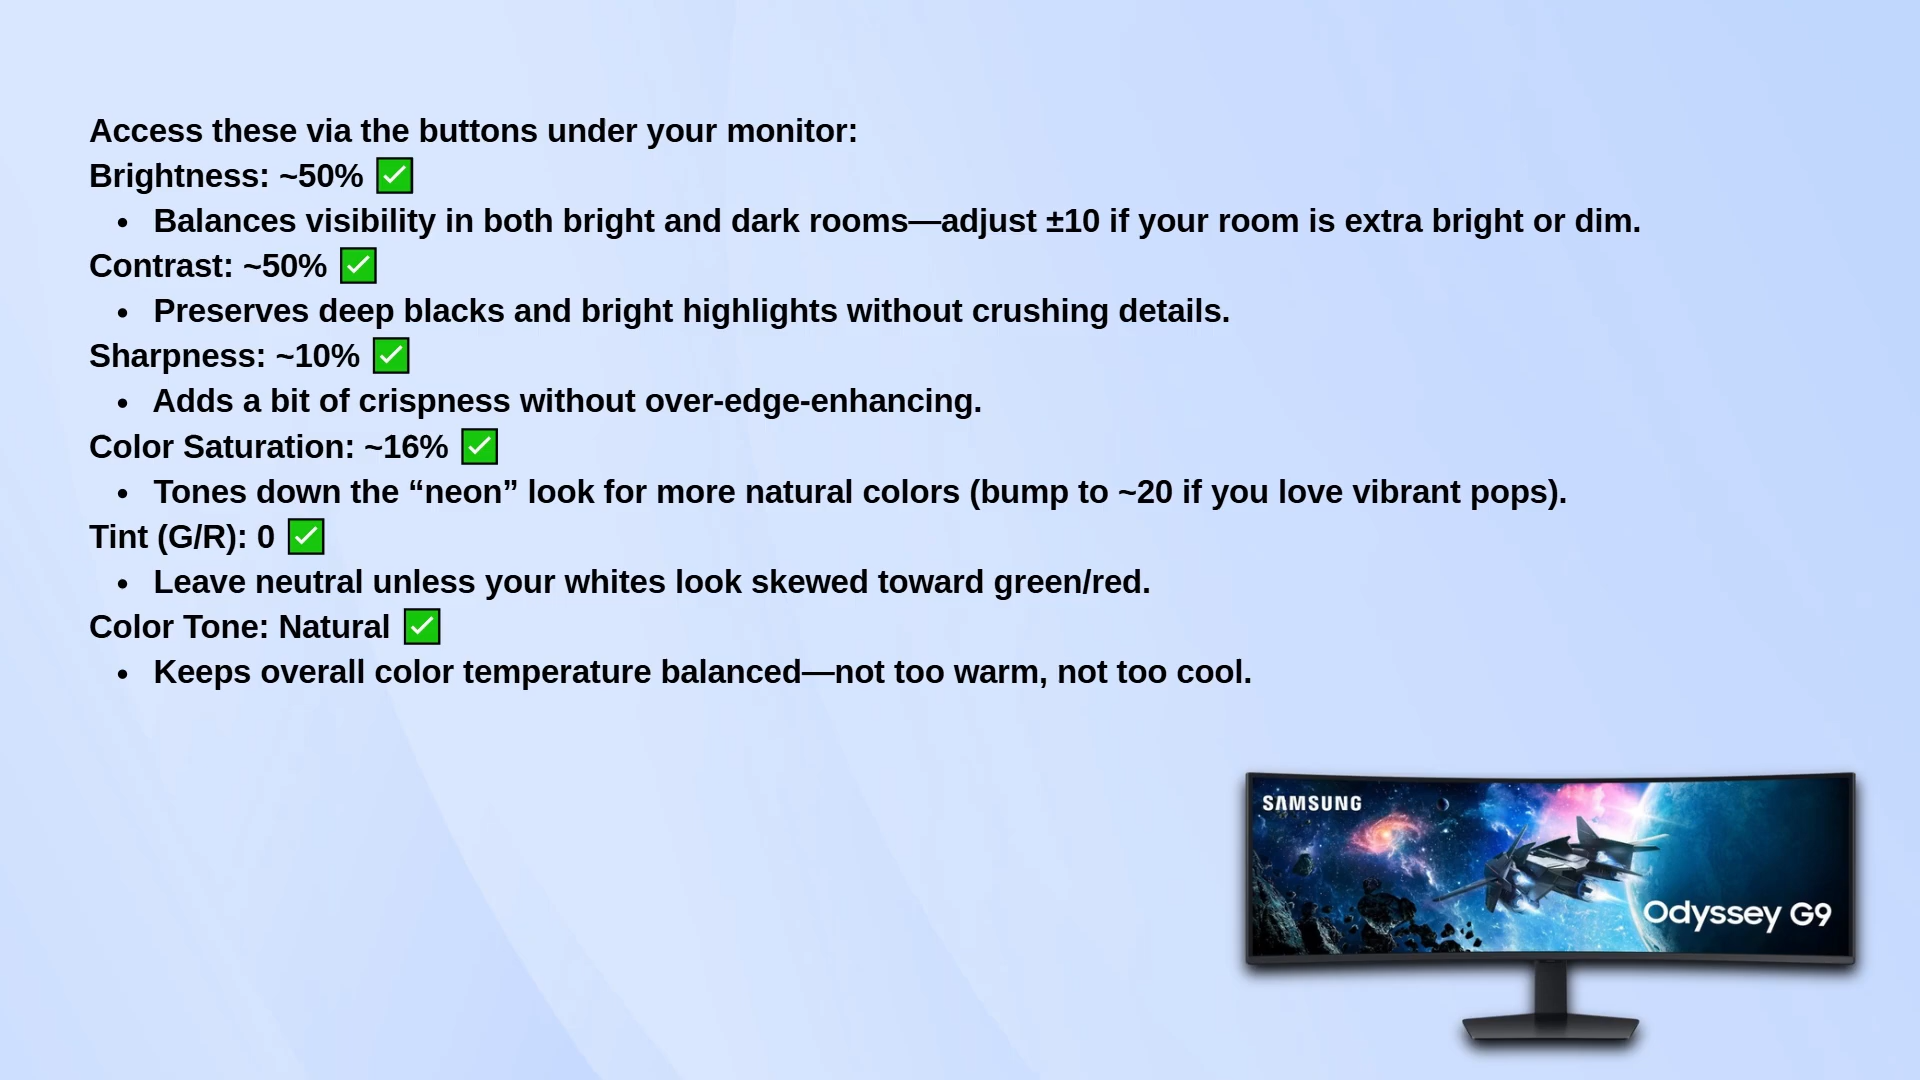 Access these via the buttons under your monitor:
Brightness: ~50% ✅
• Balances visibility in both bright and dark rooms—adjust ±10 if your room is extra bright or dim.
Contrast: ~50% ✅
• Preserves deep blacks and bright highlights without crushing details.
Sharpness: ~10% ✅
• Adds a bit of crispness without over-edge-enhancing.
Color Saturation: ~16% ✅
• Tones down the “neon” look for more natural colors (bump to ~20 if you love vibrant pops).
Tint (G/R): 0 ✅
• Leave neutral unless your whites look skewed toward green/red.
Color Tone: Natural ✅
• Keeps overall color temperature balanced—not too warm, not too cool.
SAMSUNG
Odyssey G9